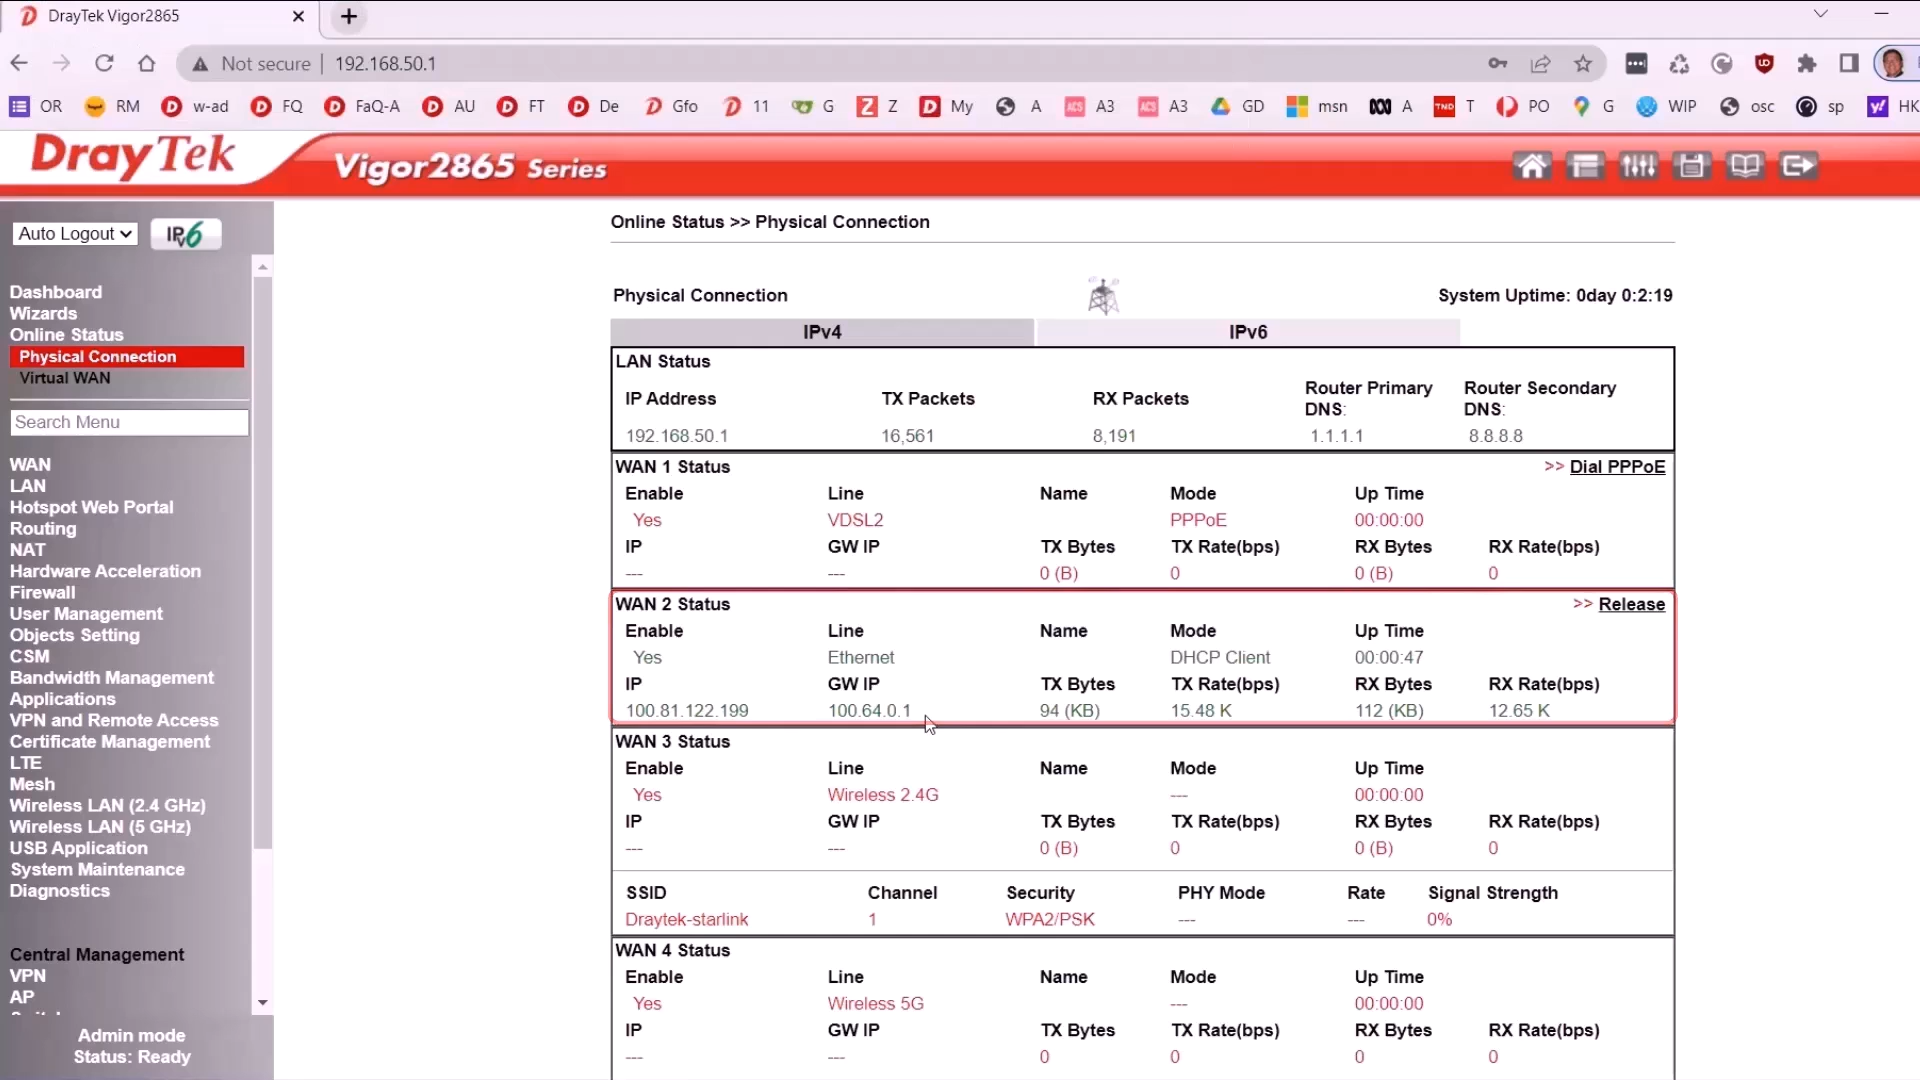 DrayTek Vigor2865
Not secure 192.168.50.1
OR RM w-ad FQ FaQ-A AU FT De Gfo 11 G Z My A A3 A3 GD msn A T PO G WIP osc sp HK
DrayTek Vigor2865 Series
Auto Logout IPv6
Dashboard
Wizards
Online Status
Physical Connection
Virtual WAN
Search Menu
WAN
LAN
Hotspot Web Portal
Routing
NAT
Hardware Acceleration
Firewall
User Management
Objects Setting
CSM
Bandwidth Management
Applications
VPN and Remote Access
Certificate Management
LTE
Mesh
Wireless LAN (2.4 GHz)
Wireless LAN (5 GHz)
USB Application
System Maintenance
Diagnostics
Central Management
VPN
AP
Admin mode
Status: Ready
Online Status >> Physical Connection
Physical Connection System Uptime: 0day 0:2:19
IPv4 IPv6
LAN Status
IP Address TX Packets RX Packets Router Primary DNS: Router Secondary DNS:
192.168.50.1 16,561 8,191 1.1.1.1 8.8.8.8
WAN 1 Status >> Dial PPPoE
Enable Line Name Mode Up Time
Yes VDSL2 PPPoE 00:00:00
IP GW IP TX Bytes TX Rate(bps) RX Bytes RX Rate(bps)
--- --- 0 (B) 0 0 (B) 0
WAN 2 Status >> Release
Enable Line Name Mode Up Time
Yes Ethernet DHCP Client 00:00:47
IP GW IP TX Bytes TX Rate(bps) RX Bytes RX Rate(bps)
100.81.122.199 100.64.0.1 94 (KB) 15.48 K 112 (KB) 12.65 K
WAN 3 Status
Enable Line Name Mode Up Time
Yes Wireless 2.4G --- 00:00:00
IP GW IP TX Bytes TX Rate(bps) RX Bytes RX Rate(bps)
--- --- 0 (B) 0 0 (B) 0
SSID Channel Security PHY Mode Rate Signal Strength
Draytek-starlink 1 WPA2/PSK --- --- 0%
WAN 4 Status
Enable Line Name Mode Up Time
Yes Wireless 5G --- 00:00:00
IP GW IP TX Bytes TX Rate(bps) RX Bytes RX Rate(bps)
--- --- 0 0 0 0